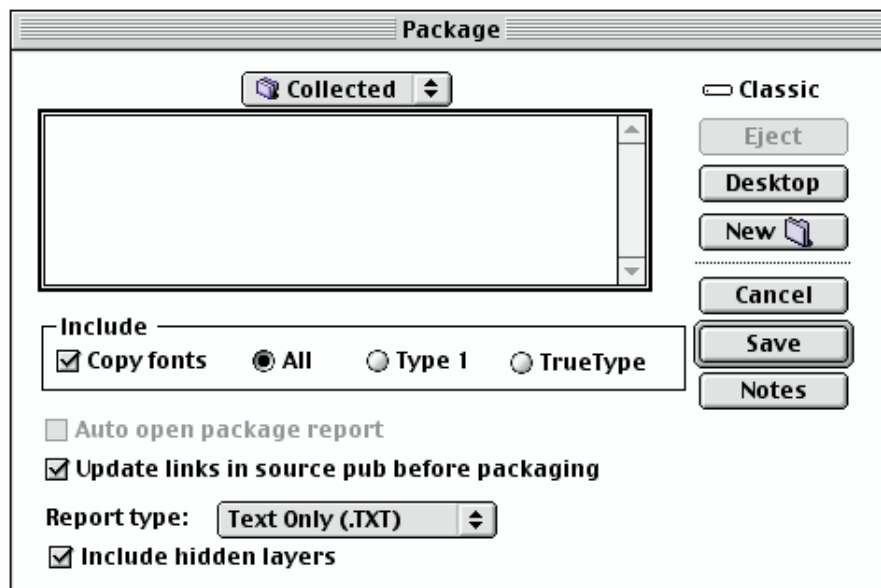 Package
Collected
Classic
Eject
Desktop
New
Cancel
Save
Notes
Include
Copy fonts All Type 1 TrueType
Auto open package report
Update links in source pub before packaging
Report type: Text Only (.TXT)
Include hidden layers